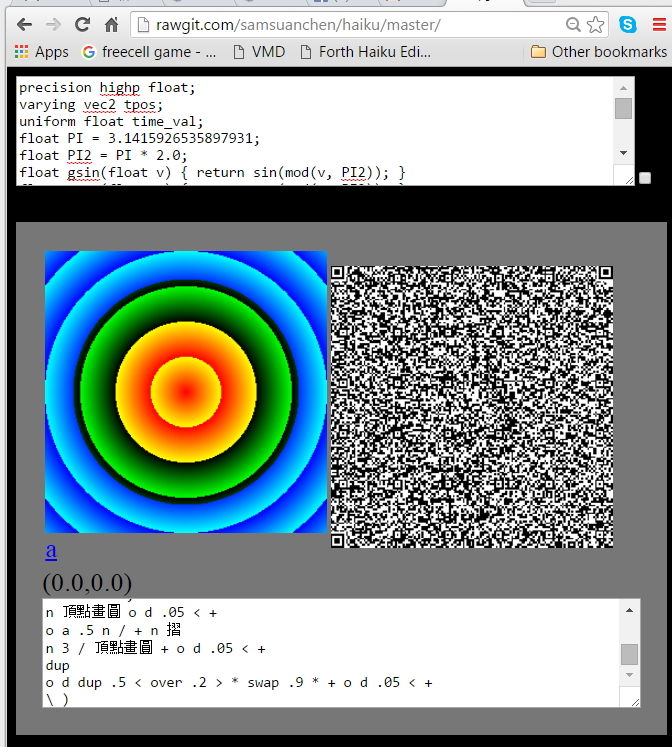 rawgit.com/samsuanchen/haiku/master/
Apps freecell game - ... VMD Forth Haiku Edi... Other bookmarks
precision highp float;
varying vec2 tpos;
uniform float time_val;
float PI = 3.1415926535897931;
float PI2 = PI * 2.0;
float gsin(float v) { return sin(mod(v, PI2)); }
a
(0.0,0.0)
n 頂點畫圓 o d .05 < +
o a .5 n / + n 摺
n 3 / 頂點畫圓 + o d .05 < +
dup
o d dup .5 < over .2 > * swap .9 * + o d .05 < +
\ )